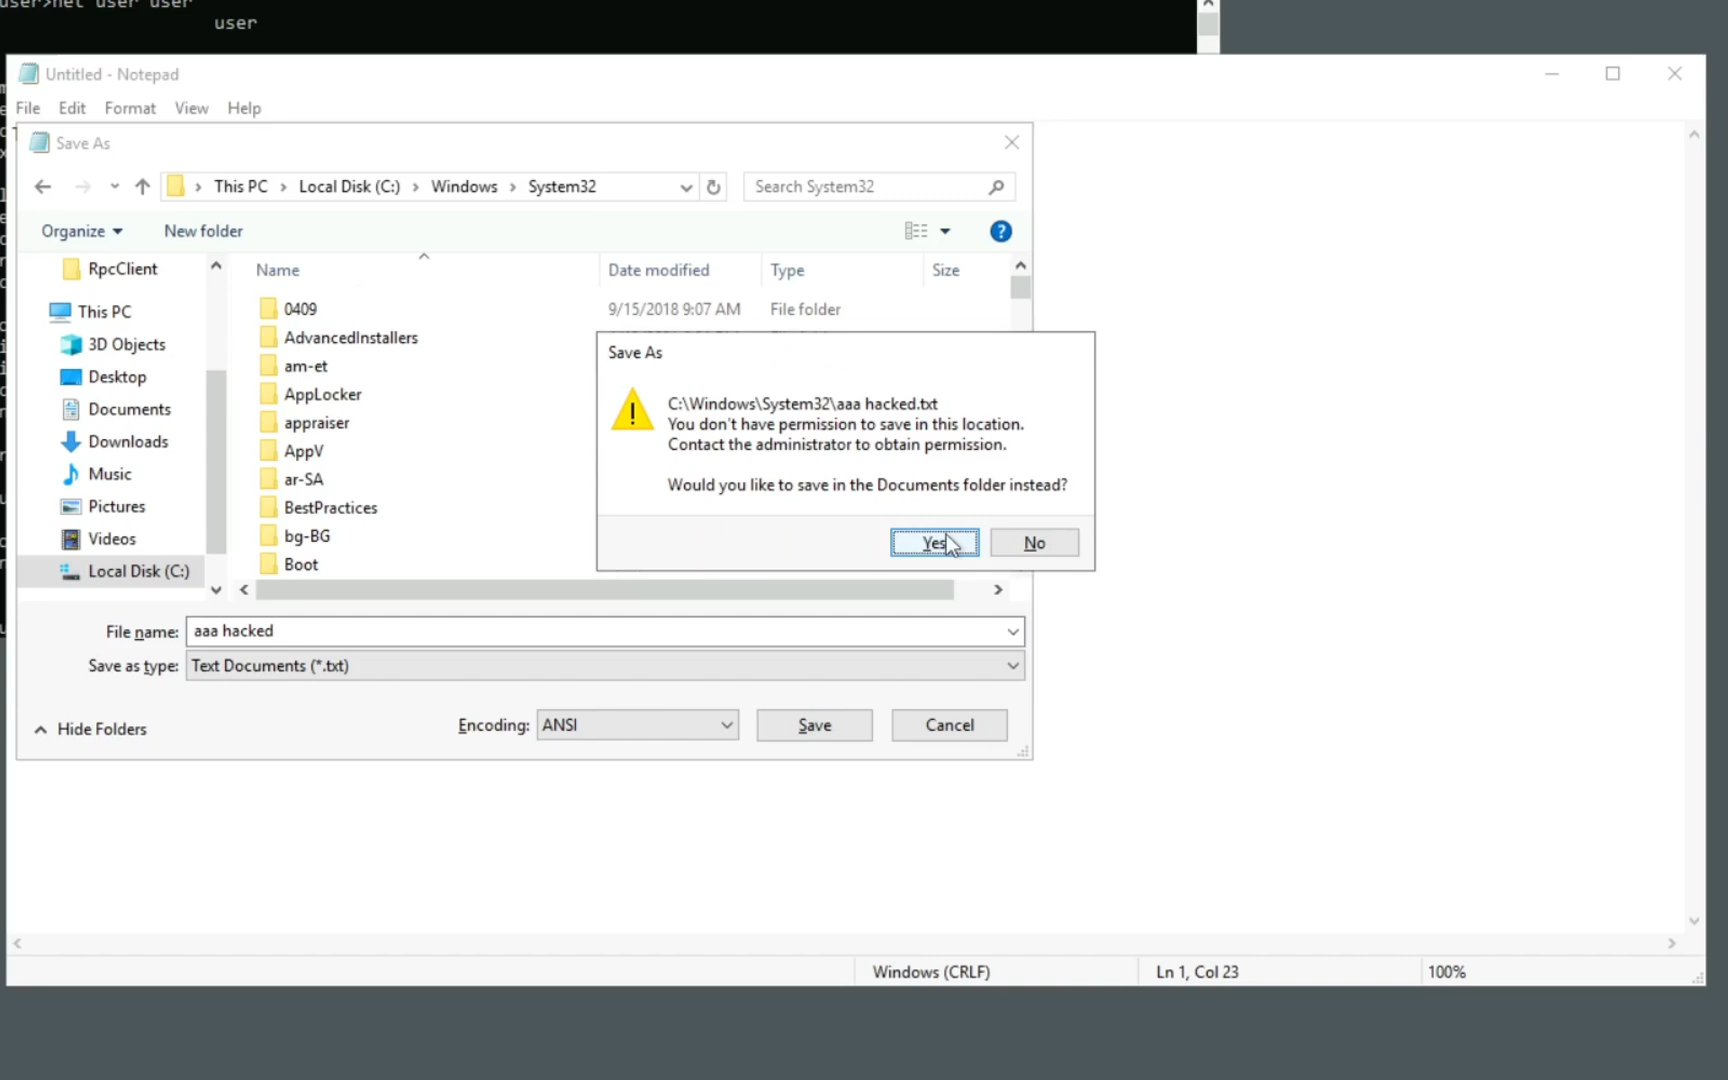 user>net user user
user
Untitled - Notepad
File Edit Format View Help
Save As
This PC > Local Disk (C:) > Windows > System32
Search System32
Organize New folder
?
RpcClient
This PC
3D Objects
Desktop
Documents
Downloads
Music
Pictures
Videos
Local Disk (C:)
Name Date modified Type Size
0409 9/15/2018 9:07 AM File folder
AdvancedInstallers
am-et
AppLocker
appraiser
AppV
ar-SA
BestPractices
bg-BG
Boot
Save As
C:\Windows\System32\aaa hacked.txt
You don't have permission to save in this location.
Contact the administrator to obtain permission.
Would you like to save in the Documents folder instead?
Yes No
File name: aaa hacked
Save as type: Text Documents (*.txt)
Hide Folders
Encoding: ANSI Save Cancel
Windows (CRLF) Ln 1, Col 23 100%